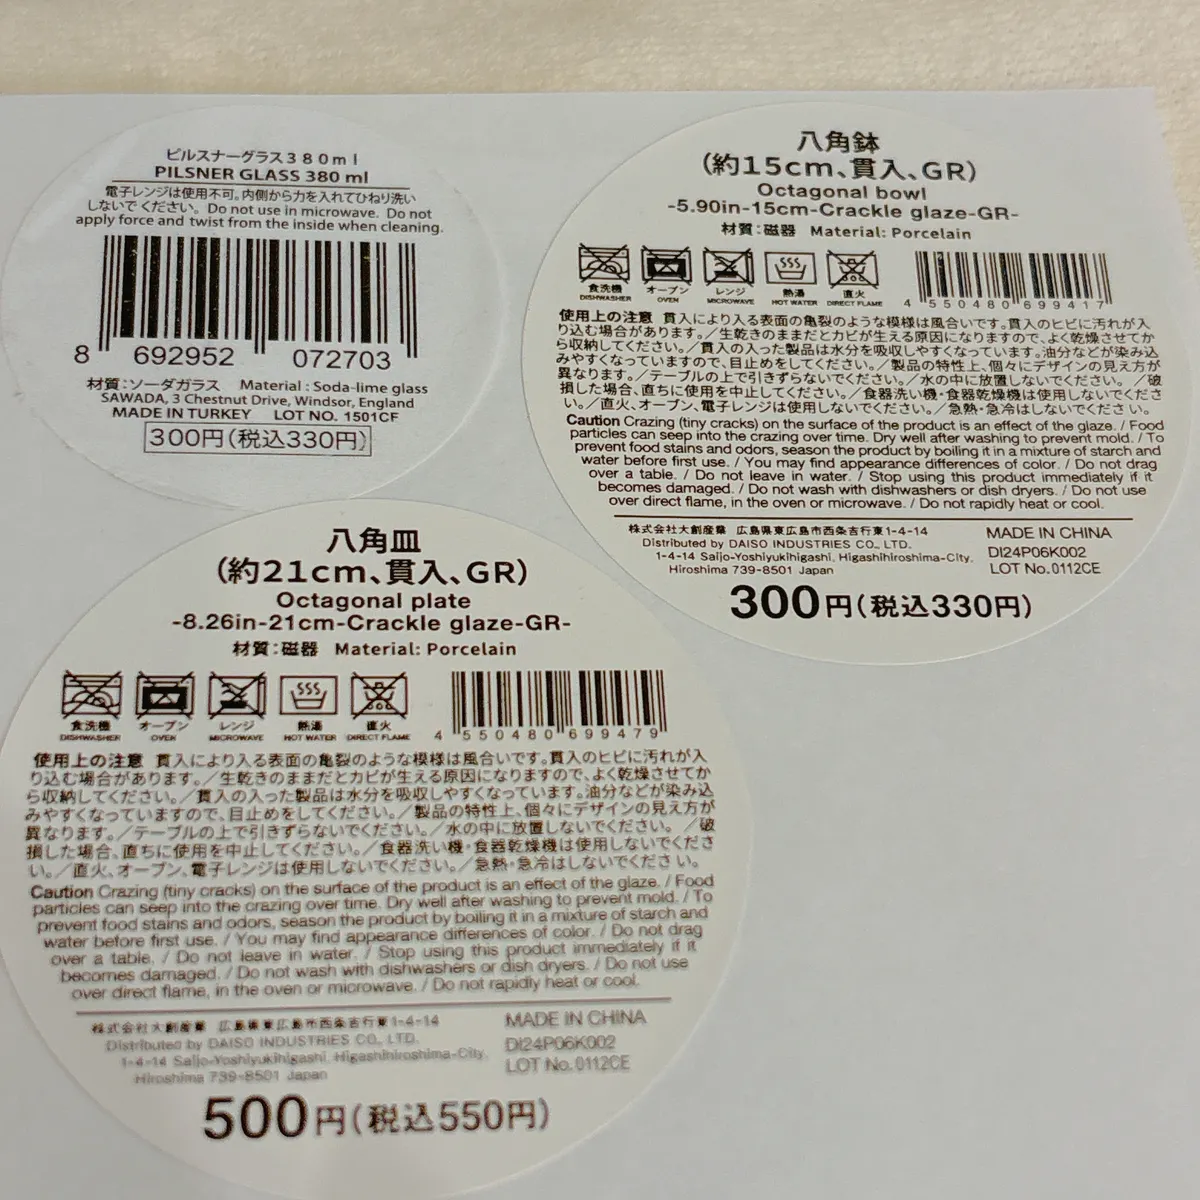 ピルスナーグラス380ml
PILSNER GLASS 380 ml
電子レンジは使用不可。内側から力を入れてひねり洗い
しないでください。 Do not use in microwave. Do not
apply force and twist from the inside when cleaning.
8 692952 072703
材質：ソーダガラス Material : Soda-lime glass
SAWADA, 3 Chestnut Drive, Windsor, England
MADE IN TURKEY LOT NO. 1501CF
300円(税込330円)
八角鉢
(約15cm、貫入、GR)
Octagonal bowl
-5.90in-15cm-Crackle glaze-GR-
材質：磁器 Material: Porcelain
食洗機 オーブン レンジ 熱湯 直火
DISHWASHER OVEN MICROWAVE HOT WATER DIRECT FLAME
4 550480 699417
使用上の注意 貫入により入る表面の亀裂のような模様は風合いです。貫入のヒビに汚れが入
り込む場合があります。／生乾きのままだとカビが生える原因になりますので、よく乾燥させてか
ら収納してください。／貫入の入った製品は水分を吸収しやすくなっています。油分などが染み込
みやすくなっていますので、目止めをしてください。／製品の特性上、個々にデザインの見え方が
異なります。／テーブルの上で引きずらないでください。／水の中に放置しないでください。 ／破
損した場合、直ちに使用を中止してください。／食器洗い機・食器乾燥機は使用しないでくださ
い。／直火、オーブン、電子レンジは使用しないでください。／急熱・急冷はしないでください。
Caution Crazing (tiny cracks) on the surface of the product is an effect of the glaze. / Food
particles can seep into the crazing over time. Dry well after washing to prevent mold. / To
prevent food stains and odors, season the product by boiling it in a mixture of starch and
water before first use. / You may find appearance differences of color. / Do not drag
over a table. / Do not leave in water. / Stop using this product immediately if it
becomes damaged. / Do not wash with dishwashers or dish dryers. / Do not use
over direct flame, in the oven or microwave. / Do not rapidly heat or cool.
株式会社大創産業 広島県東広島市西条吉行東1-4-14
Distributed by DAISO INDUSTRIES CO., LTD.
1-4-14 Saijo-Yoshiyukihigashi, Higashihiroshima-City,
Hiroshima 739-8501 Japan
MADE IN CHINA
DI24P06K002
LOT No.0112CE
300円(税込330円)
八角皿
(約21cm、貫入、GR)
Octagonal plate
-8.26in-21cm-Crackle glaze-GR-
材質：磁器 Material: Porcelain
食洗機 オーブン レンジ 熱湯 直火
DISHWASHER OVEN MICROWAVE HOT WATER DIRECT FLAME
4 550480 699479
使用上の注意 貫入により入る表面の亀裂のような模様は風合いです。貫入のヒビに汚れが入
り込む場合があります。／生乾きのままだとカビが生える原因になりますので、よく乾燥させてか
ら収納してください。／貫入の入った製品は水分を吸収しやすくなっています。油分などが染み込
みやすくなっていますので、目止めをしてください。／製品の特性上、個々にデザインの見え方が
異なります。／テーブルの上で引きずらないでください。／水の中に放置しないでください。 ／破
損した場合、直ちに使用を中止してください。／食器洗い機・食器乾燥機は使用しないでくださ
い。／直火、オーブン、電子レンジは使用しないでください。／急熱・急冷はしないでください。
Caution Crazing (tiny cracks) on the surface of the product is an effect of the glaze. / Food
particles can seep into the crazing over time. Dry well after washing to prevent mold. / To
prevent food stains and odors, season the product by boiling it in a mixture of starch and
water before first use. / You may find appearance differences of color. / Do not drag
over a table. / Do not leave in water. / Stop using this product immediately if it
becomes damaged. / Do not wash with dishwashers or dish dryers. / Do not use
over direct flame, in the oven or microwave. / Do not rapidly heat or cool.
株式会社大創産業 広島県東広島市西条吉行東1-4-14
Distributed by DAISO INDUSTRIES CO., LTD.
1-4-14 Saijo-Yoshiyukihigashi, Higashihiroshima-City,
Hiroshima 739-8501 Japan
MADE IN CHINA
DI24P06K002
LOT No.0112CE
500円(税込550円)